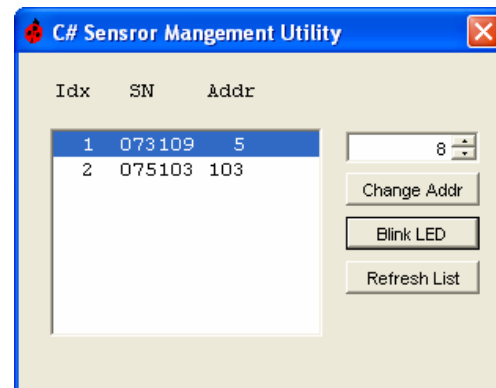 C# Sensror Mangement Utility
Idx SN Addr
1 073109 5
2 075103 103
8
Change Addr
Blink LED
Refresh List